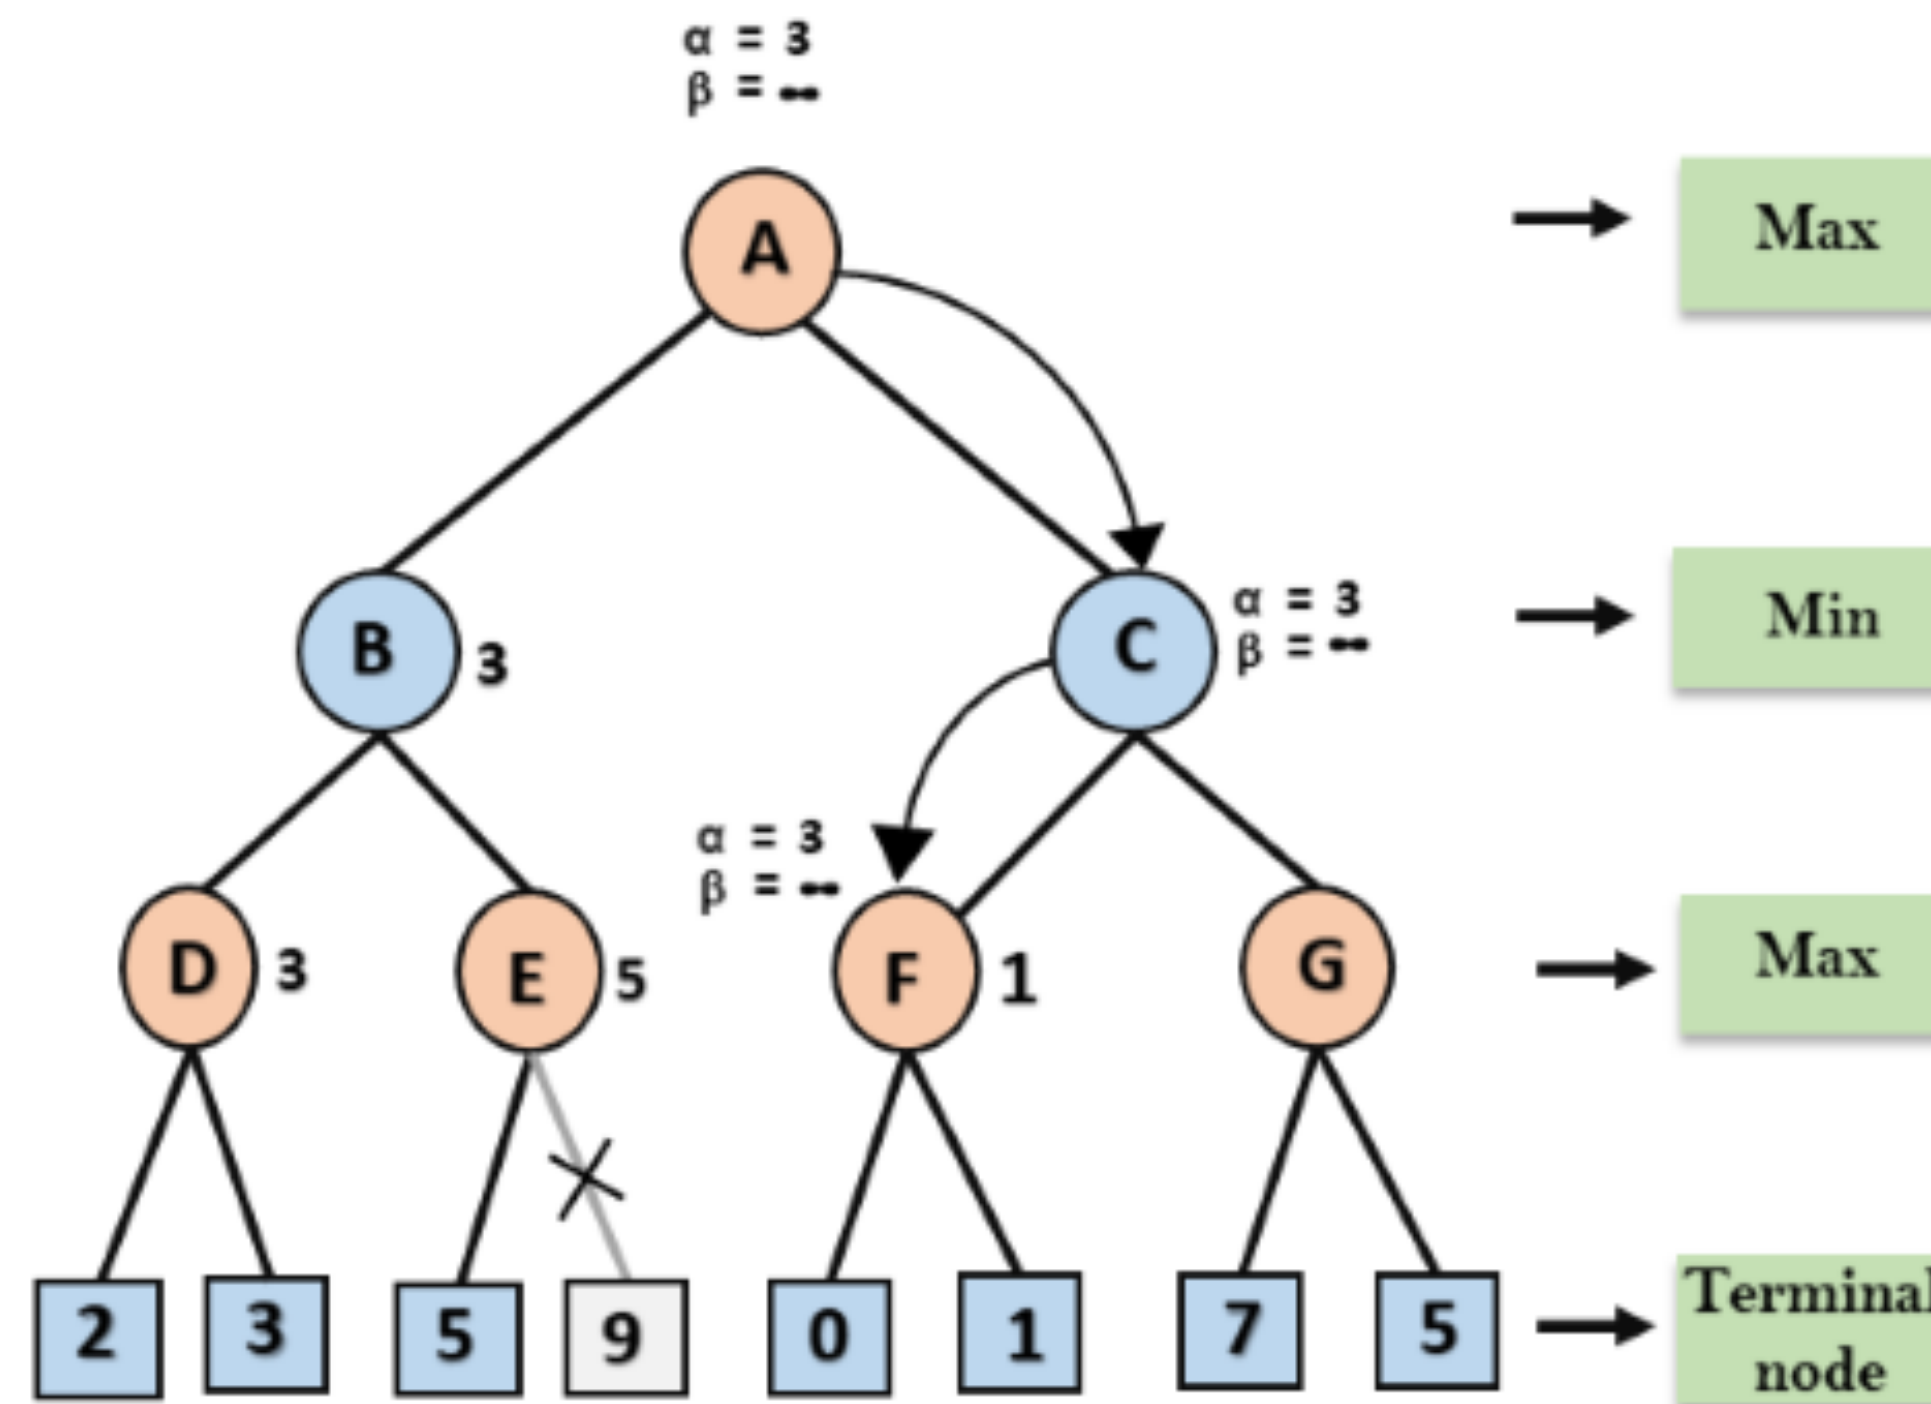 α = 3
β = ∞
A
Max
B
3
C
α = 3
β = ∞
Min
α = 3
β = ∞
D
3
E
5
F
1
G
Max
2
3
5
9
0
1
7
5
Terminal
node